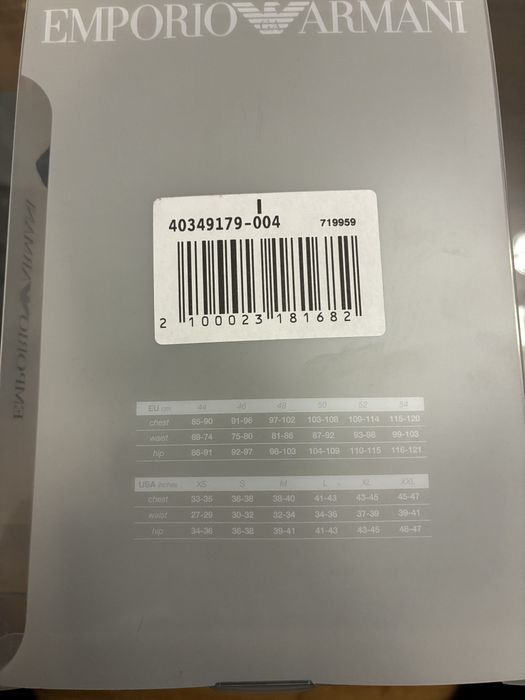 EMPORIO ARMANI
40349179-004 719959
2 100023 181682
EMPORIO ARMANI
EU cm 44 46 48 50 52 54
chest 85-90 91-96 97-102 103-108 109-114 115-120
waist 69-74 75-80 81-86 87-92 93-98 99-103
hip 86-91 92-97 98-103 104-109 110-115 116-121
USA inches XS S M L XL XXL
chest 33-35 36-38 38-40 41-43 43-45 45-47
waist 27-29 30-32 32-34 34-36 37-39 39-41
hip 34-36 36-38 39-41 41-43 43-45 46-47